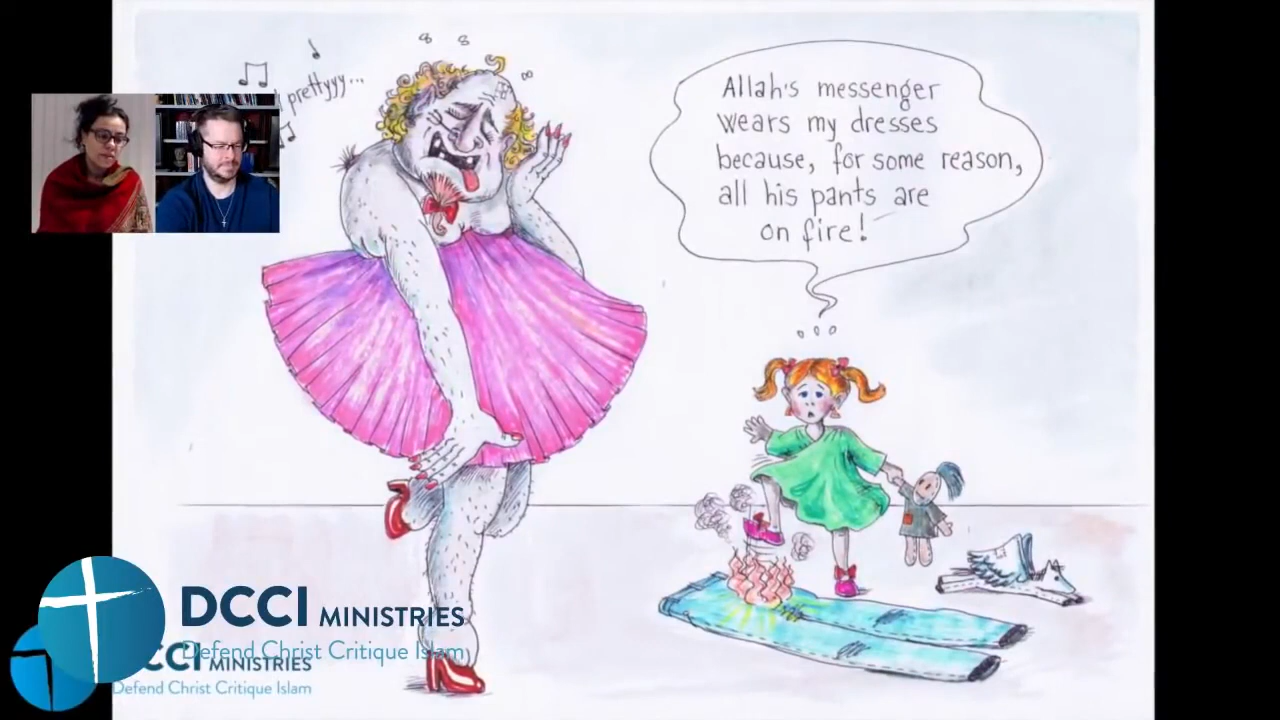 prettyyy...
Allah's messenger
wears my dresses
because, for some reason,
all his pants are
on fire!
DCCI MINISTRIES
Defend Christ Critique Islam
CCI MINISTRIES
Defend Christ Critique Islam